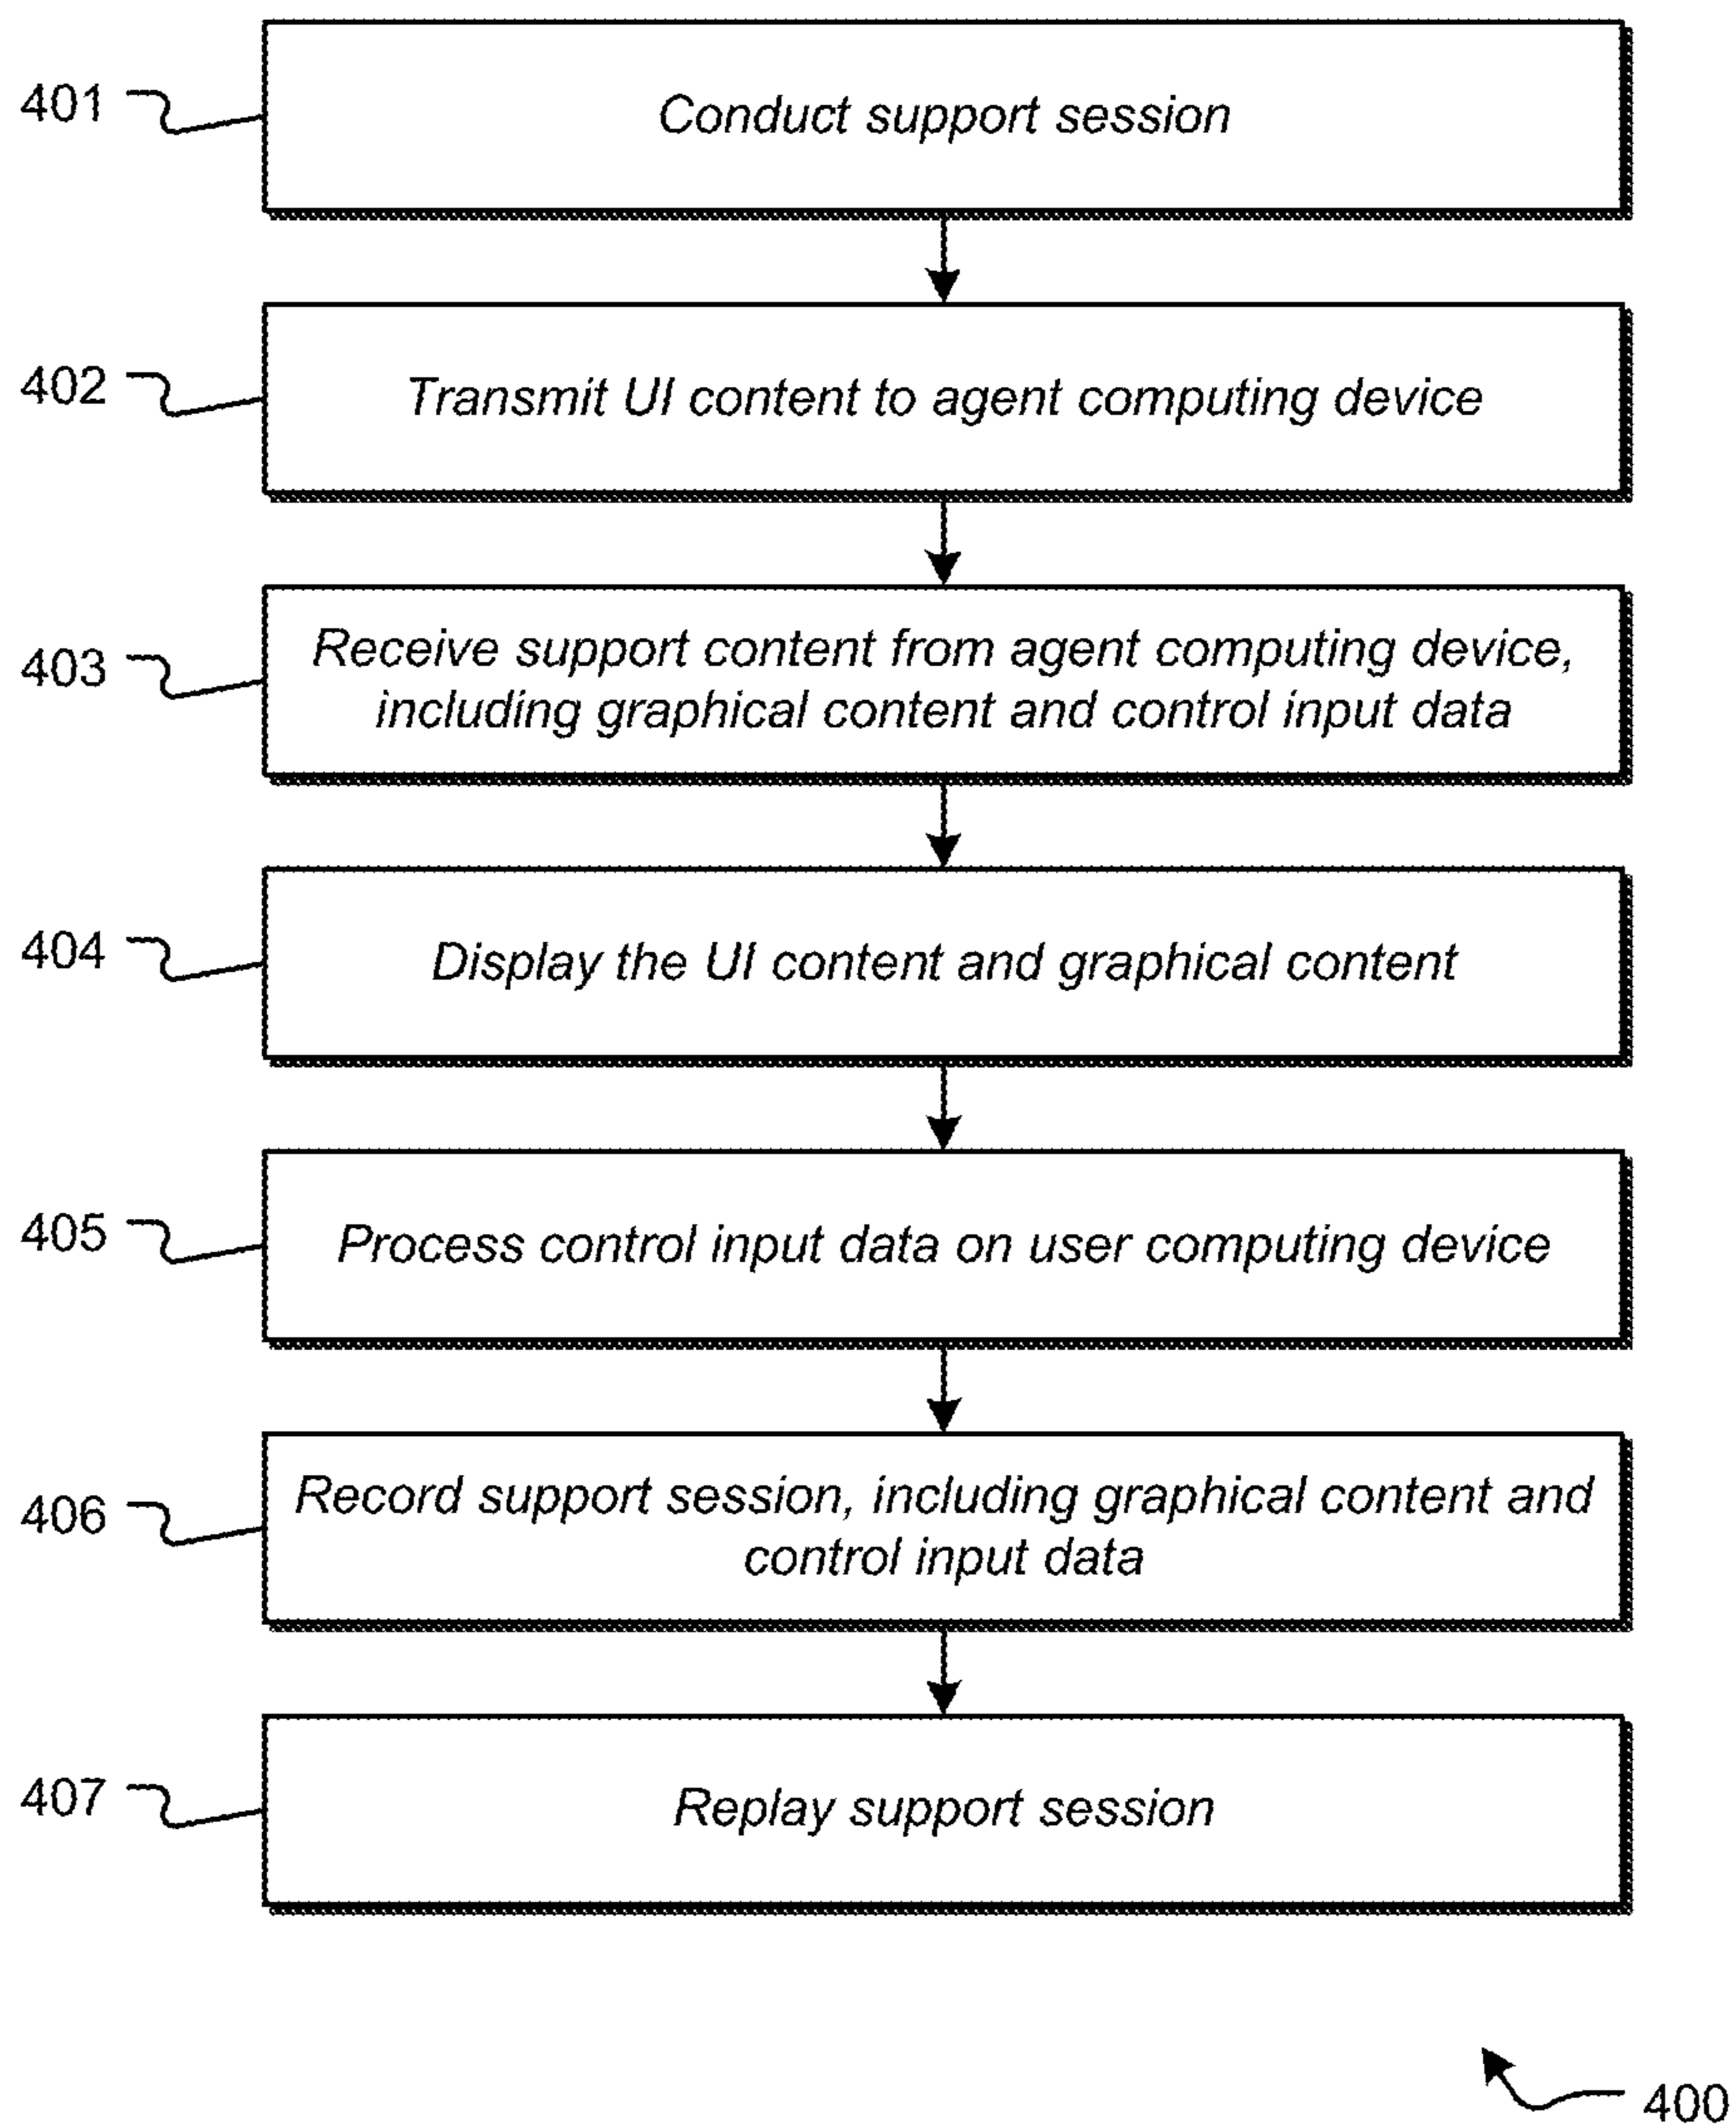 401
Conduct support session
402
Transmit UI content to agent computing device
403
Receive support content from agent computing device,
including graphical content and control input data
404
Display the UI content and graphical content
405
Process control input data on user computing device
406
Record support session, including graphical content and
control input data
407
Replay support session
400